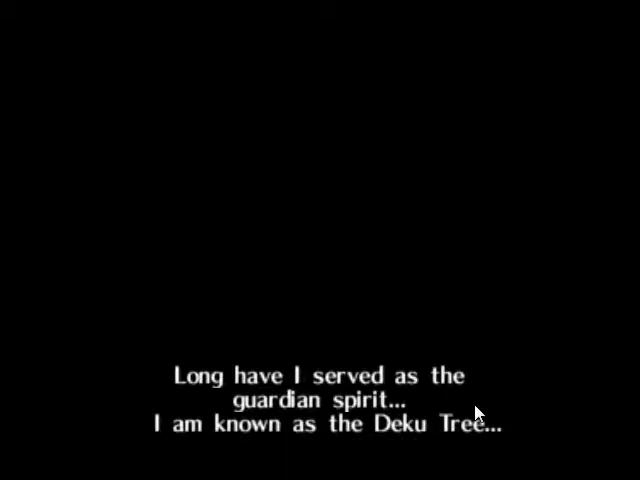 Long have I served as the
guardian spirit...
I am known as the Deku Tree...